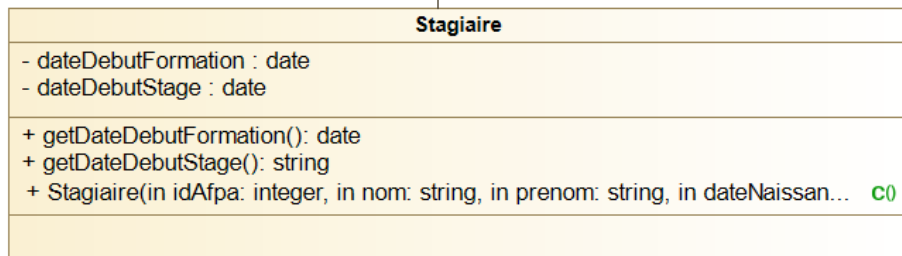 Stagiaire
- dateDebutFormation : date
- dateDebutStage : date
+ getDateDebutFormation(): date
+ getDateDebutStage(): string
+ Stagiaire(in idAfpa: integer, in nom: string, in prenom: string, in dateNaissan... C()